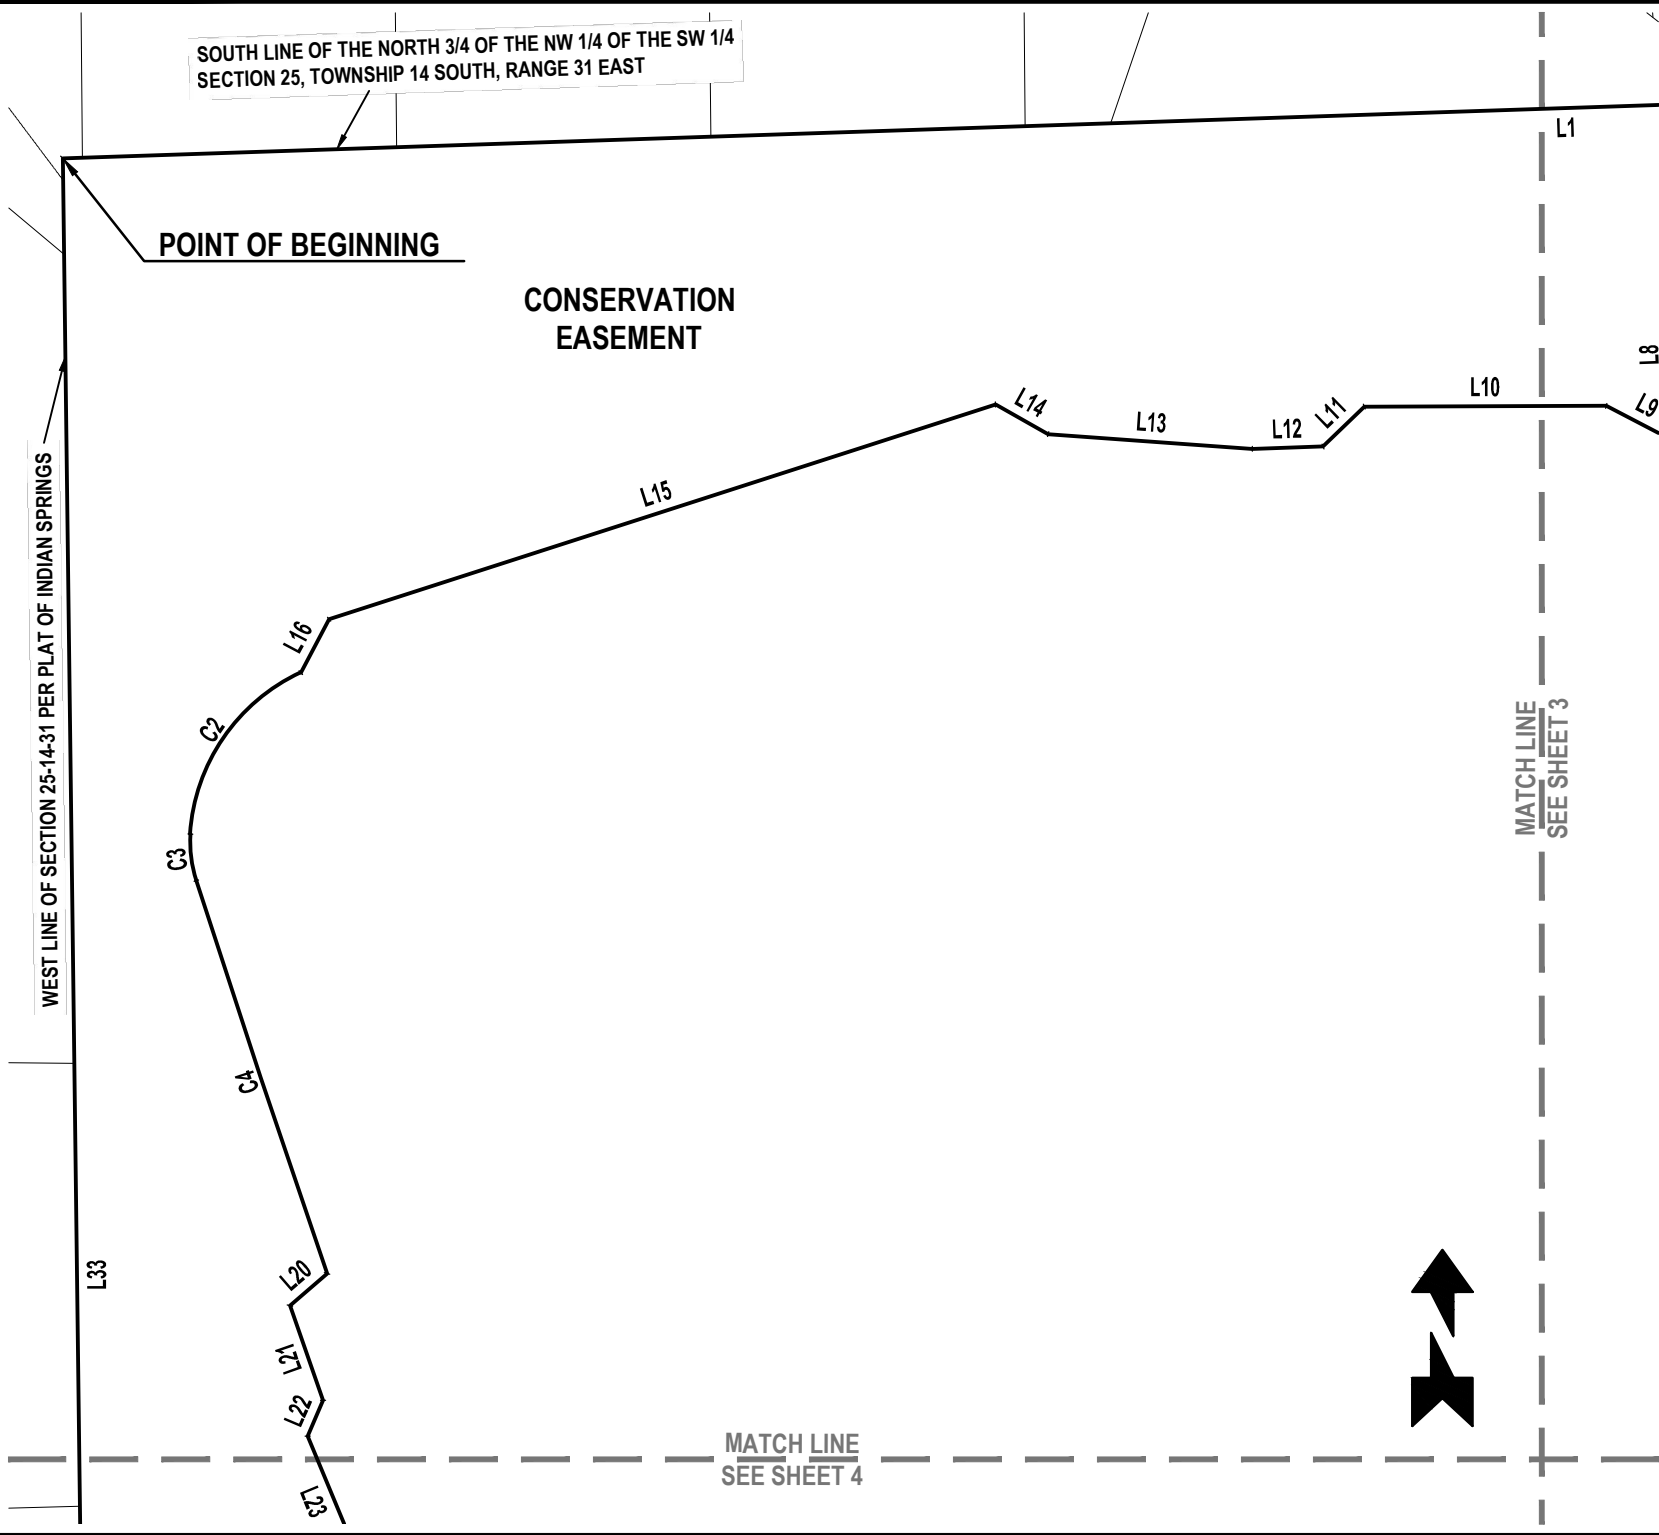 SOUTH LINE OF THE NORTH 3/4 OF THE NW 1/4 OF THE SW 1/4
SECTION 25, TOWNSHIP 14 SOUTH, RANGE 31 EAST
L1
POINT OF BEGINNING
CONSERVATION
EASEMENT
L8
L9
L10
L11
L12
L13
L14
L15
L16
C2
C3
C4
WEST LINE OF SECTION 25-14-31 PER PLAT OF INDIAN SPRINGS
MATCH LINE
SEE SHEET 3
L33
L20
L21
L22
L23
MATCH LINE
SEE SHEET 4